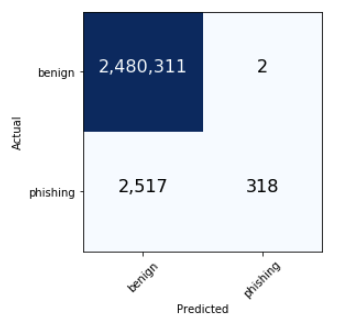 Actual
benign
2,480,311
2
phishing
2,517
318
benign
phishing
Predicted